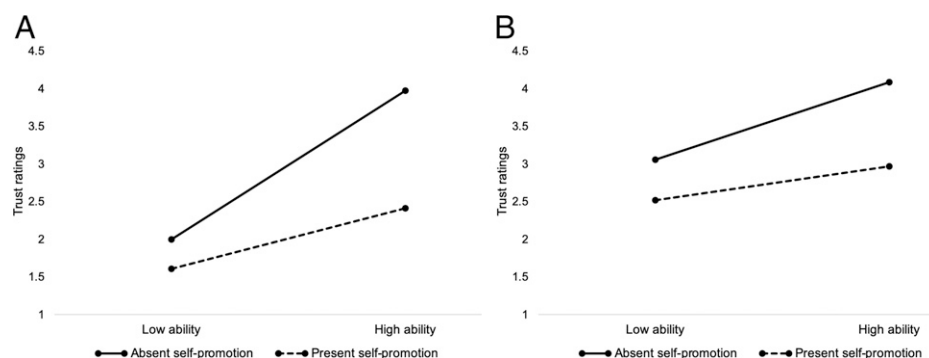 A
4.5
4
3.5
3
2.5
2
1.5
1
Trust ratings
Low ability
High ability
Absent self-promotion
Present self-promotion
B
4.5
4
3.5
3
2.5
2
1.5
1
Trust ratings
Low ability
High ability
Absent self-promotion
Present self-promotion